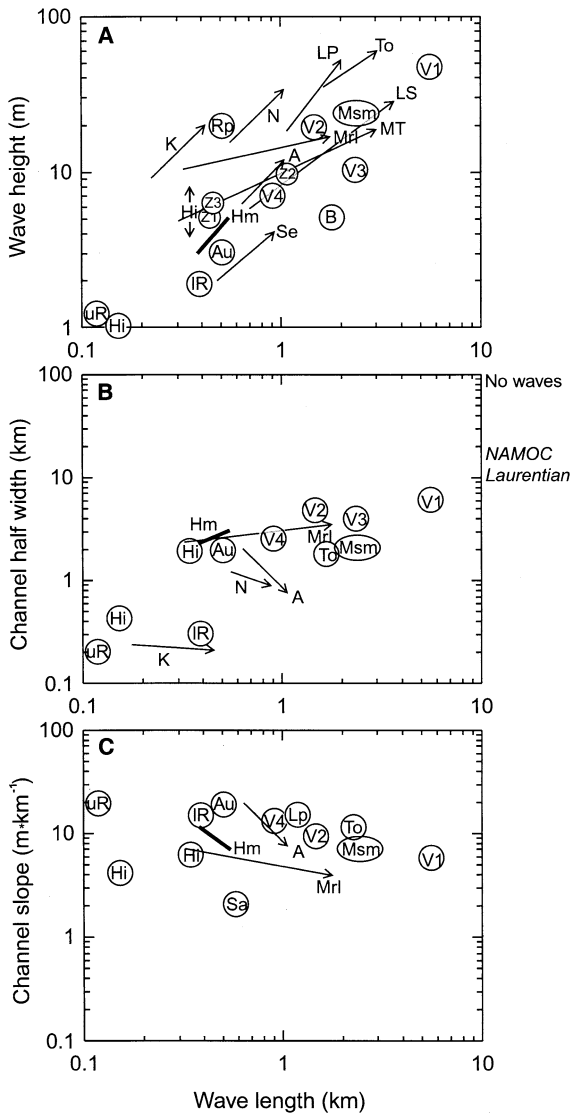 A
Wave height (m)
100
10
1
LP
To
V1
LS
K
Rp
N
V2
Msm
Mrl
MT
A
Z2
V3
Hi
Z3
Z1
Hm
V4
B
Au
Se
IR
uR
Hi
0.1
1
10
B
Channel half width (km)
100
10
1
0.1
No waves
NAMOC
Laurentian
Hm
V2
V3
V1
Hi
Au
V4
Mrl
To
Msm
N
A
Hi
IR
uR
K
0.1
1
10
C
Channel slope (m•km-1)
100
10
1
0.1
uR
IR
Au
V4
Lp
V2
To
Msm
V1
Hi
Hm
A
Mrl
Hi
Sa
0.1
1
10
Wave length (km)